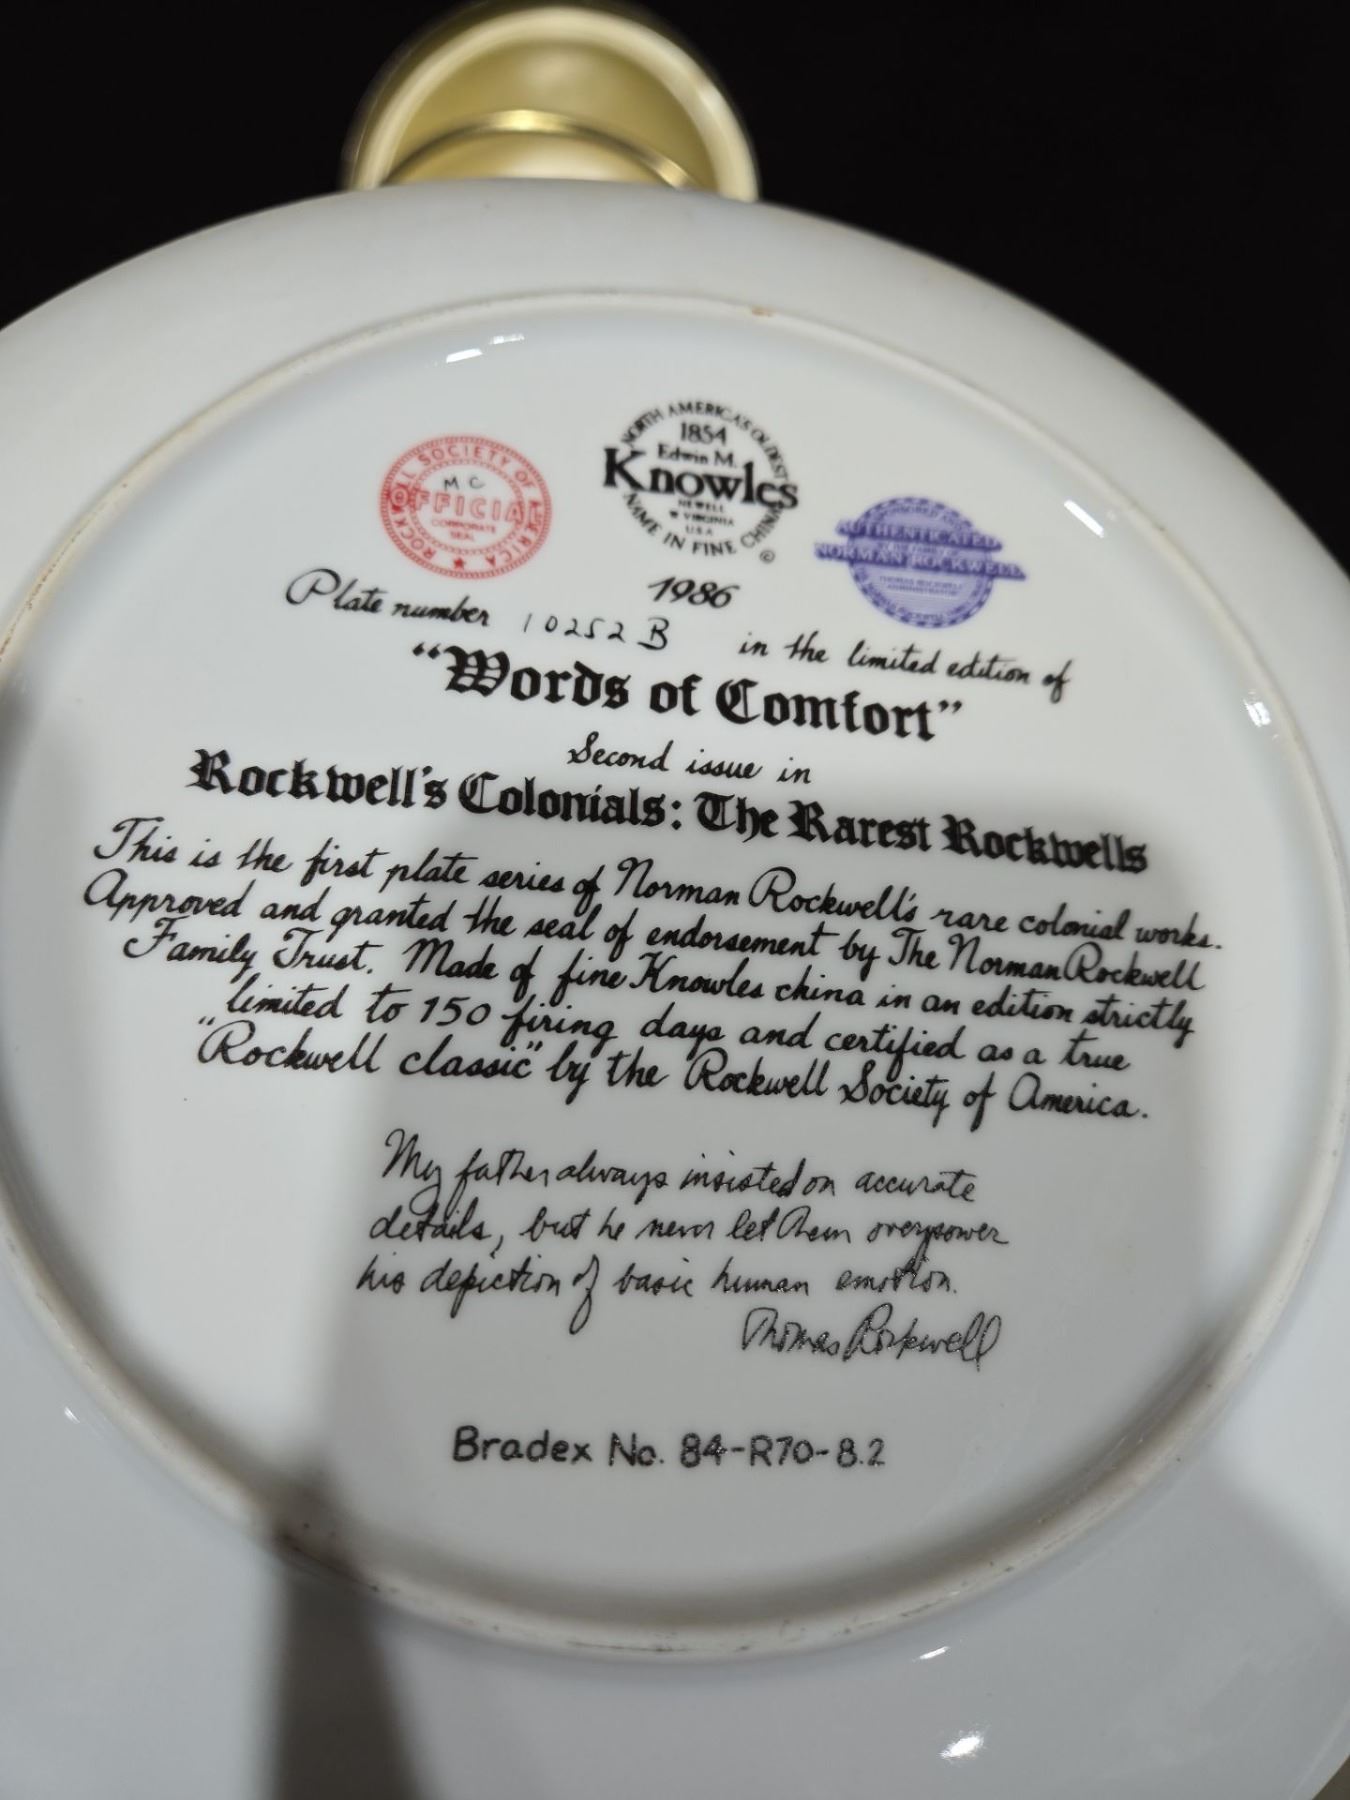 ROCKWELL SOCIETY OF AMERICA
MC
OFFICIAL
CORPORATE
SEAL
NORTH AMERICA'S OLDEST
1854
Edwin M.
Knowles
NEWELL
W. VIRGINIA
U.S.A.
NAME IN FINE CHINA
©
AUTHENTICATED
NORMAN ROCKWELL
THOMAS ROCKWELL
ADMINISTRATOR
1986
Plate number 10252B in the limited edition of
“Words of Comfort”
Second issue in
Rockwell's Colonials: The Rarest Rockwells
This is the first plate series of Norman Rockwell's rare colonial works.
Approved and granted the seal of endorsement by The Norman Rockwell
Family Trust. Made of fine Knowles china in an edition strictly
limited to 150 firing days and certified as a true
"Rockwell classic" by the Rockwell Society of America.
My father always insisted on accurate
details, but he never let them overpower
his depiction of basic human emotion.
Thomas Rockwell
Bradex No. 84-R70-8.2